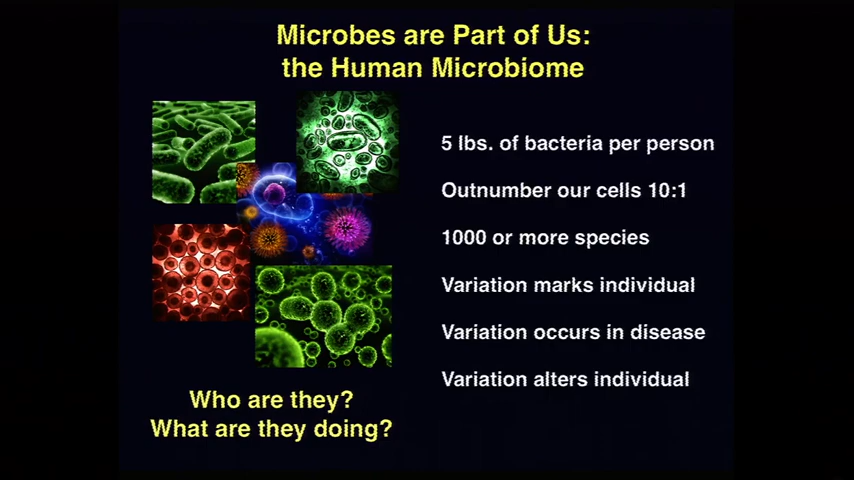 Microbes are Part of Us:
the Human Microbiome
5 lbs. of bacteria per person
Outnumber our cells 10:1
1000 or more species
Variation marks individual
Variation occurs in disease
Variation alters individual
Who are they?
What are they doing?